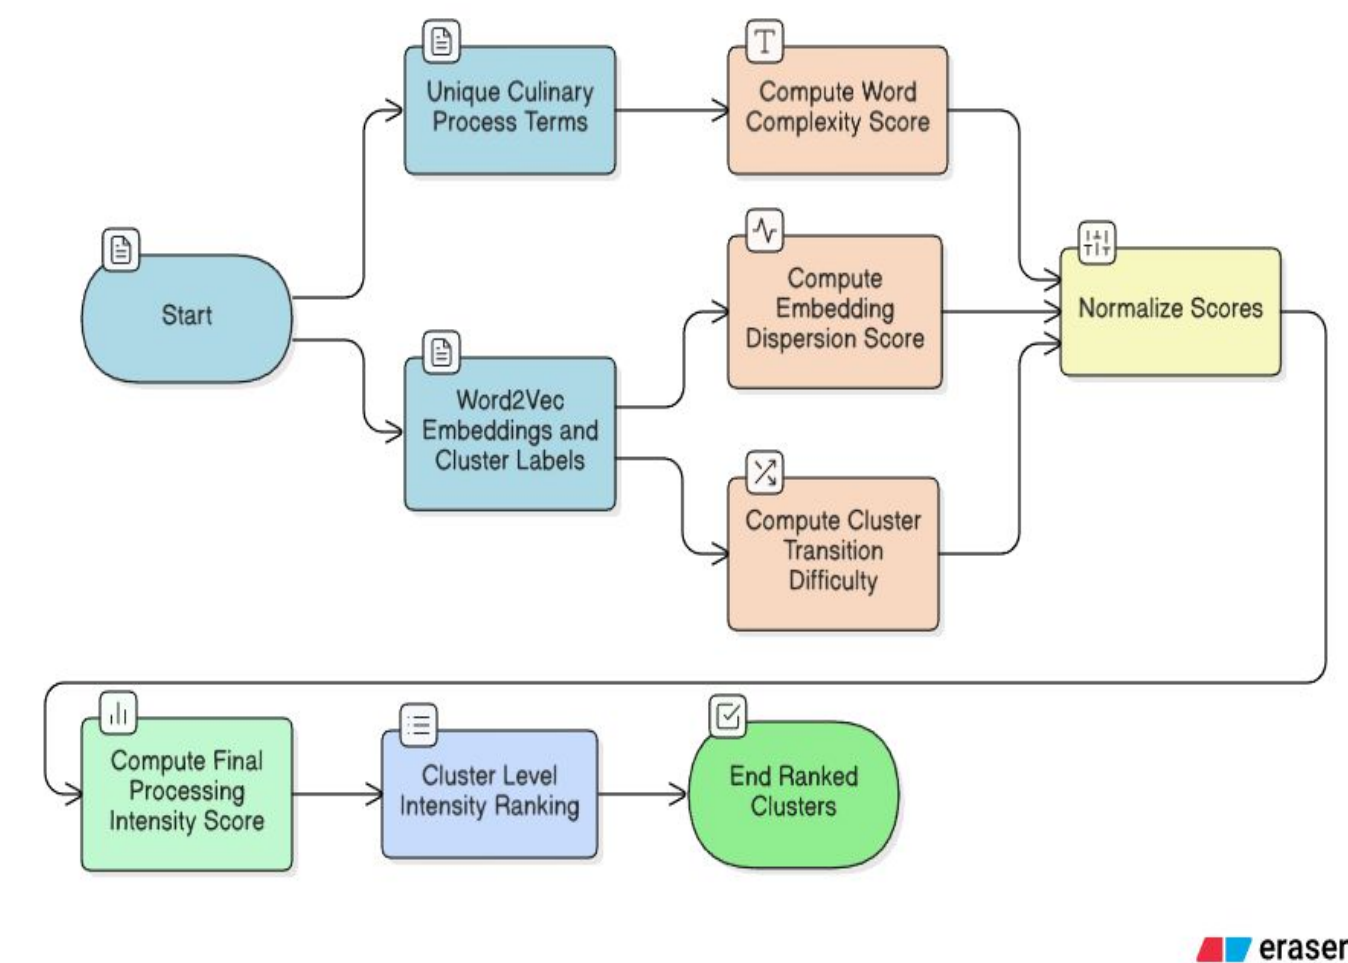 Unique Culinary
Process Terms
Compute Word
Complexity Score
Start
Compute
Embedding
Dispersion Score
Normalize Scores
Word2Vec
Embeddings and
Cluster Labels
Compute Cluster
Transition
Difficulty
Compute Final
Processing
Intensity Score
Cluster Level
Intensity Ranking
End Ranked
Clusters
eraser